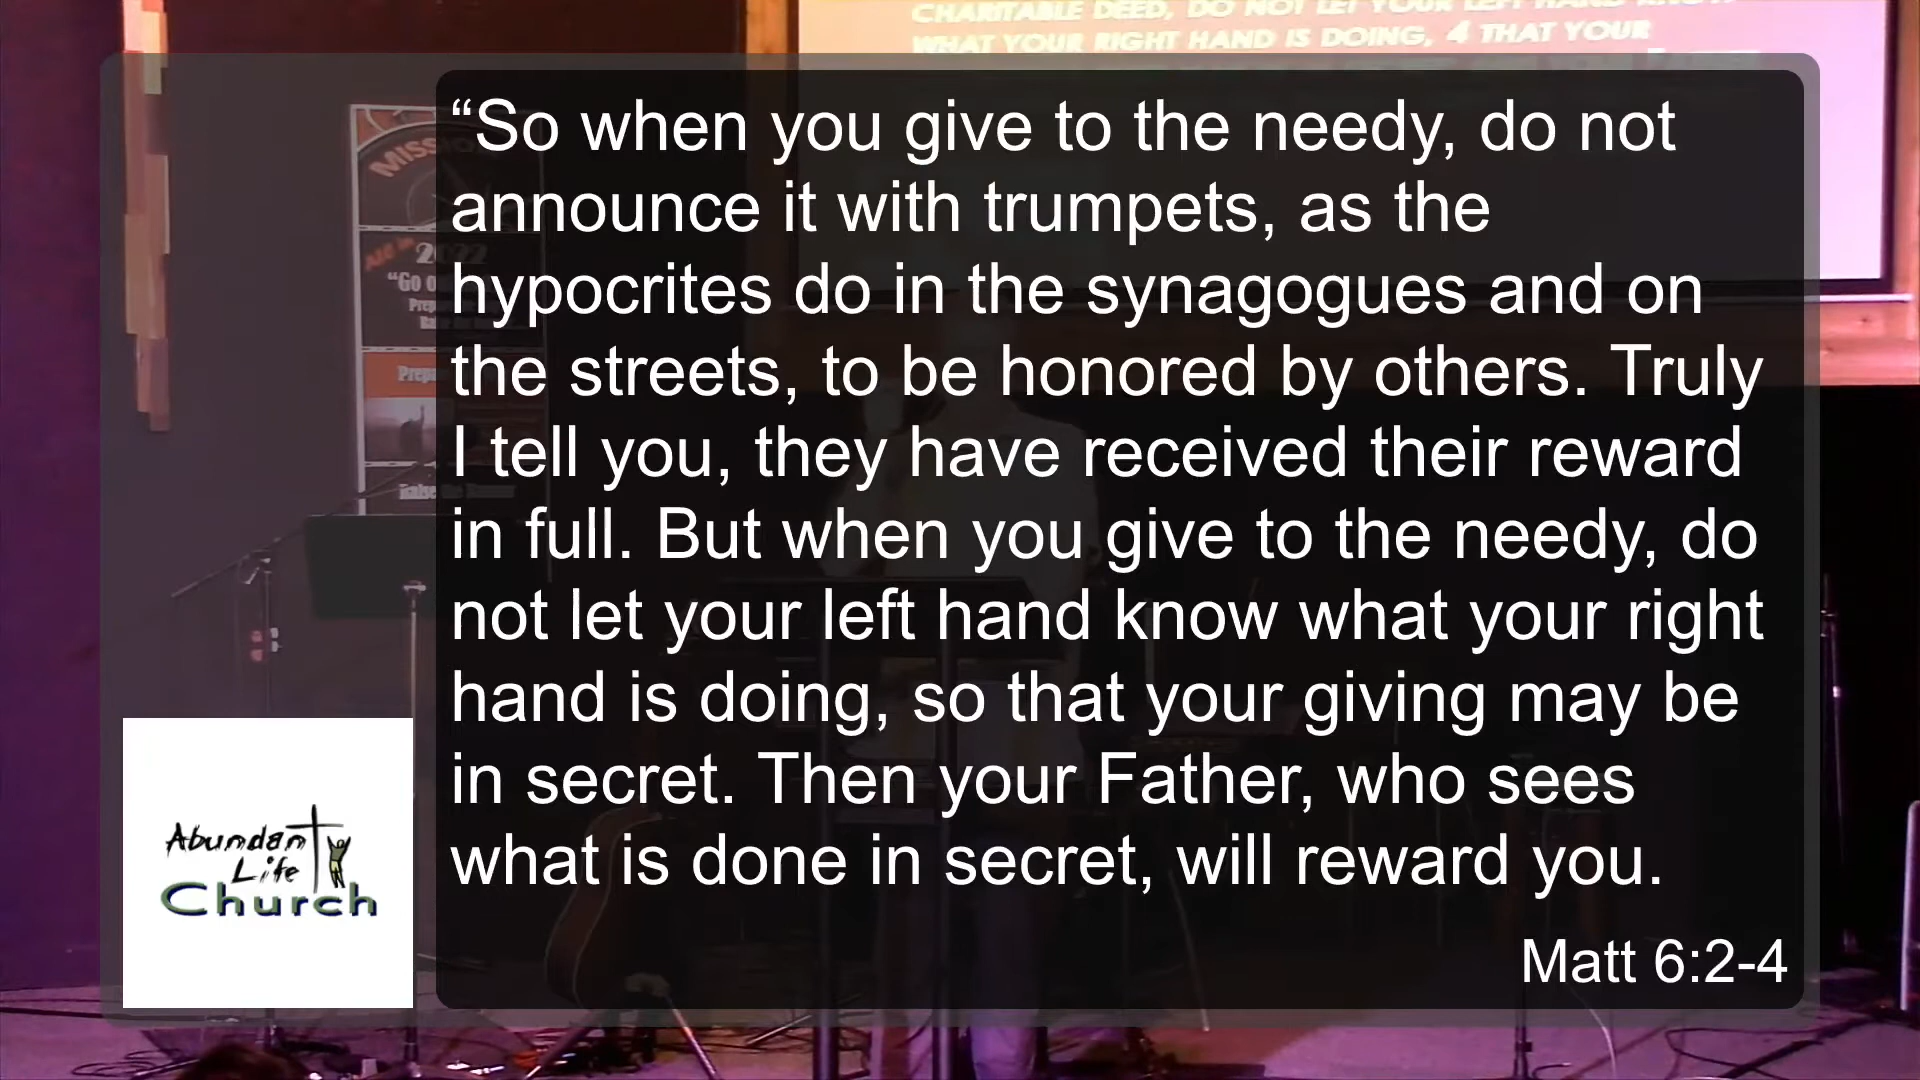 CHARITABLE DEED, DO NOT LET YOUR LEFT HAND KNOW
WHAT YOUR RIGHT HAND IS DOING, 4 THAT YOUR
“So when you give to the needy, do not
announce it with trumpets, as the
hypocrites do in the synagogues and on
the streets, to be honored by others. Truly
I tell you, they have received their reward
in full. But when you give to the needy, do
not let your left hand know what your right
hand is doing, so that your giving may be
in secret. Then your Father, who sees
what is done in secret, will reward you.
Matt 6:2-4
2022
“GO
Abundant
Life
Church